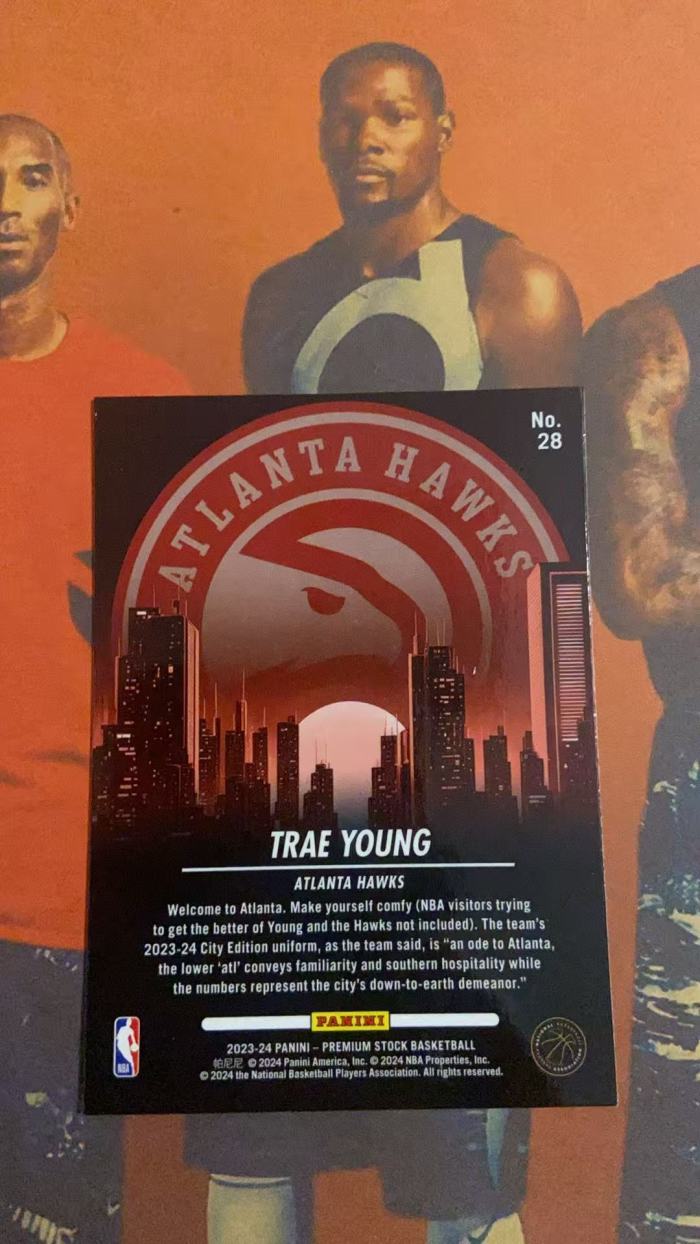 No.
28
ATLANTA HAWKS
TRAE YOUNG
ATLANTA HAWKS
Welcome to Atlanta. Make yourself comfy (NBA visitors trying
to get the better of Young and the Hawks not included). The team's
2023-24 City Edition uniform, as the team said, is “an ode to Atlanta,
the lower ‘atl’ conveys familiarity and southern hospitality while
the numbers represent the city's down-to-earth demeanor.”
PANINI
NBA
2023-24 PANINI – PREMIUM STOCK BASKETBALL
帕尼尼 © 2024 Panini America, Inc. © 2024 NBA Properties, Inc.
© 2024 the National Basketball Players Association. All rights reserved.